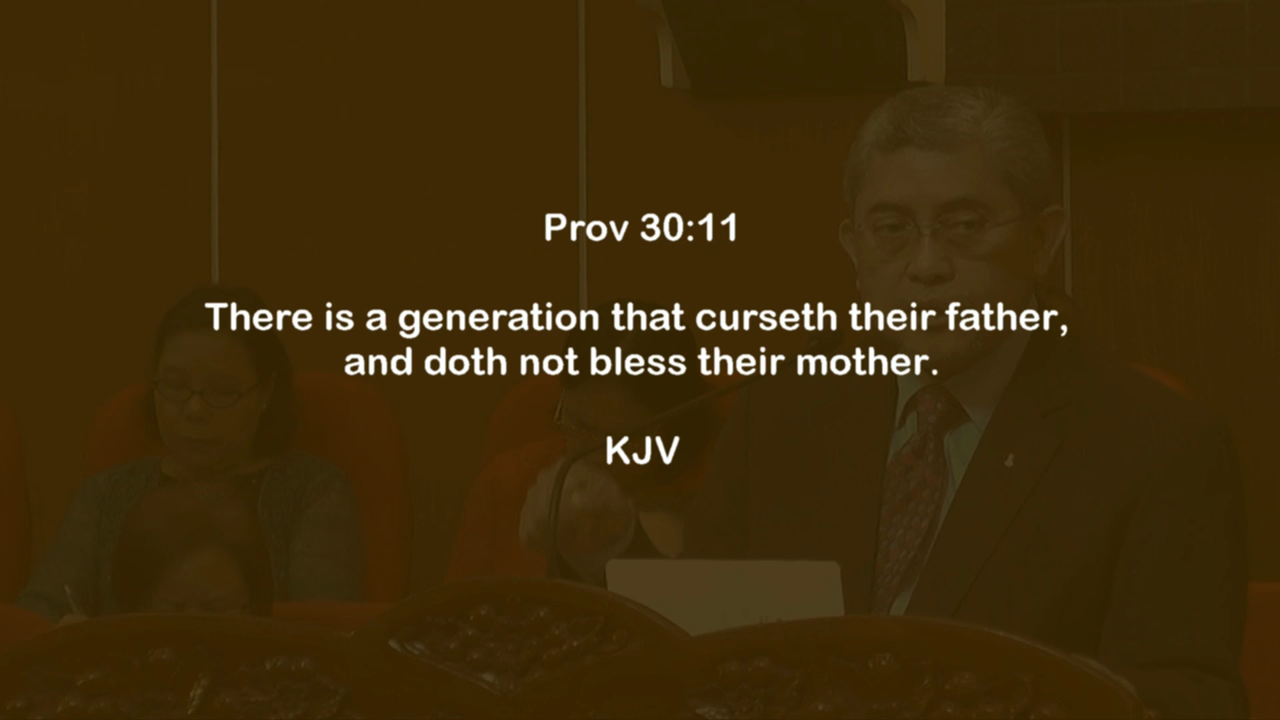 Prov 30:11
There is a generation that curseth their father,
and doth not bless their mother.
KJV